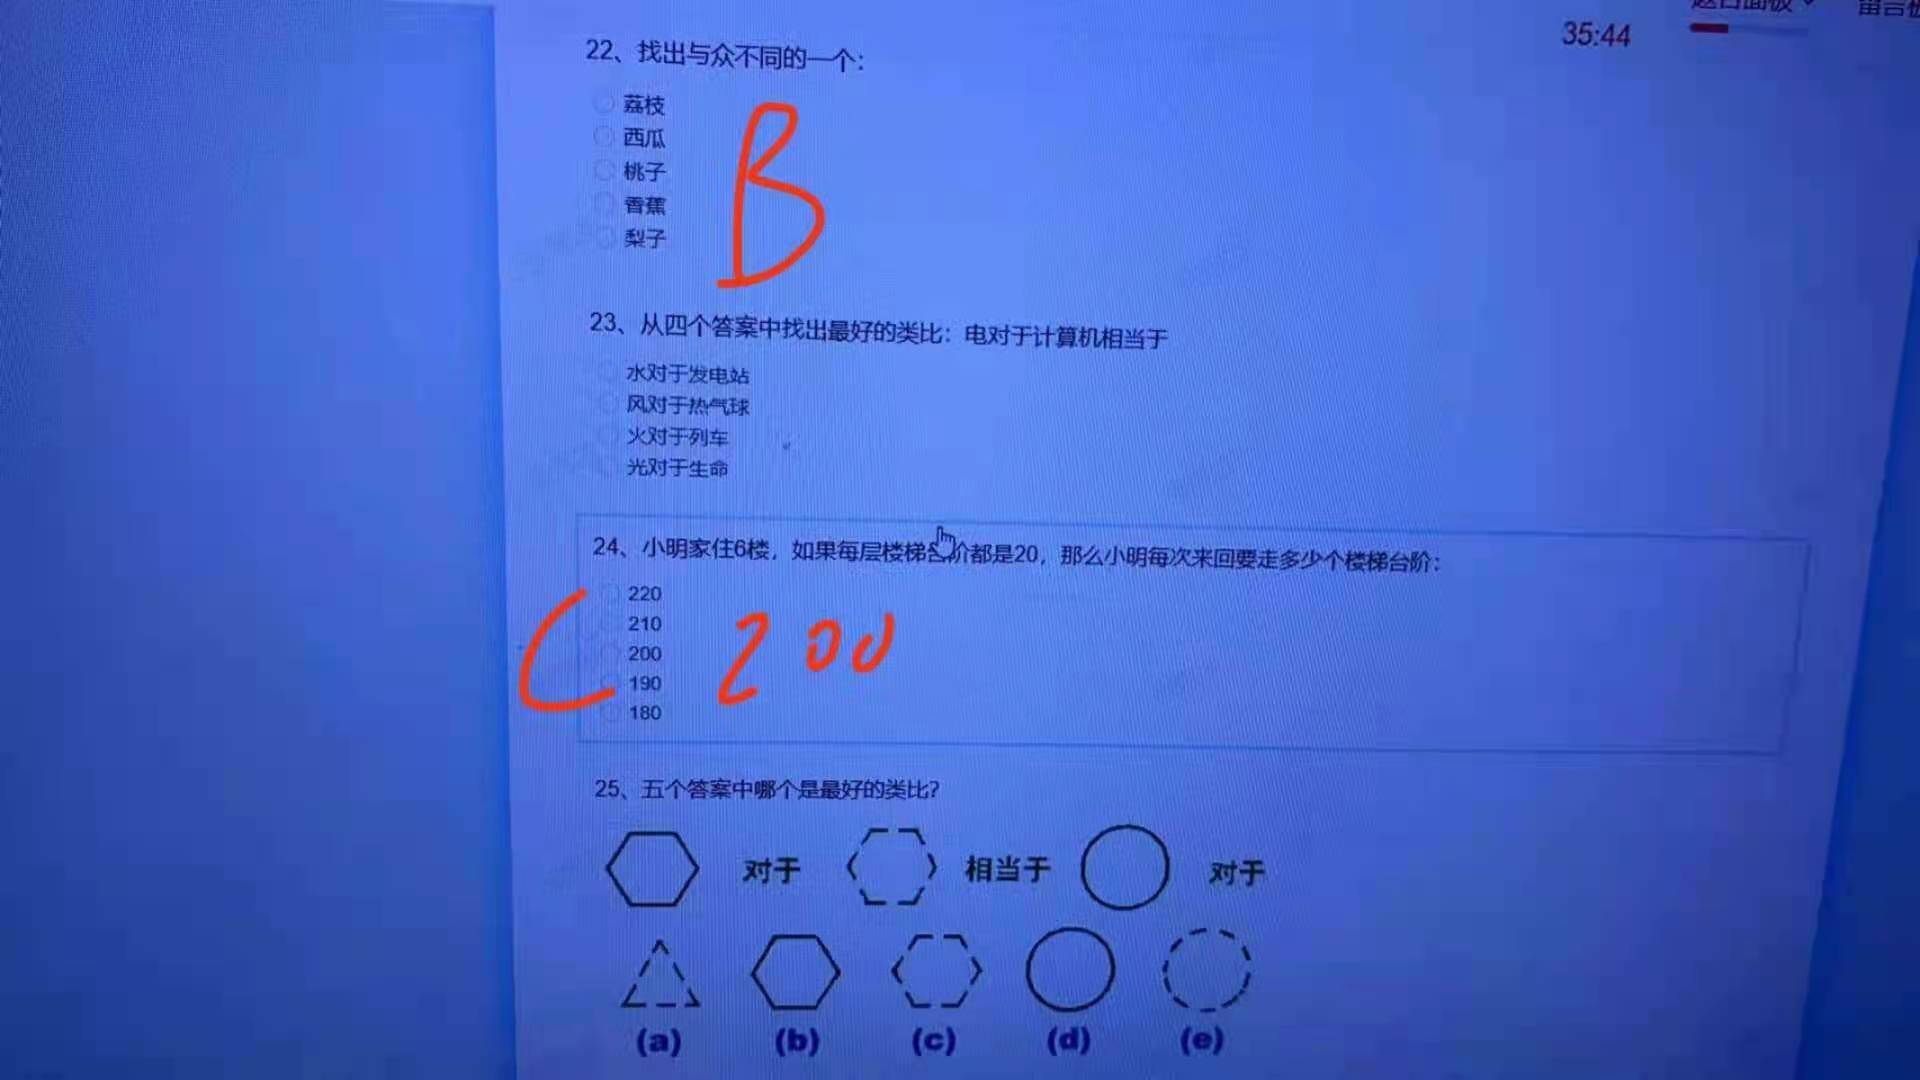 35:44
22、找出与众不同的一个：
荔枝
西瓜
桃子
香蕉
梨子
B
23、从四个答案中找出最好的类比：电对于计算机相当于
水对于发电站
风对于热气球
火对于列车
光对于生命
24、小明家住6楼，如果每层楼梯台阶都是20，那么小明每次来回要走多少个楼梯台阶：
220
210
200
190
180
C 200
25、五个答案中哪个是最好的类比?
对于 相当于 对于
(a) (b) (c) (d) (e)